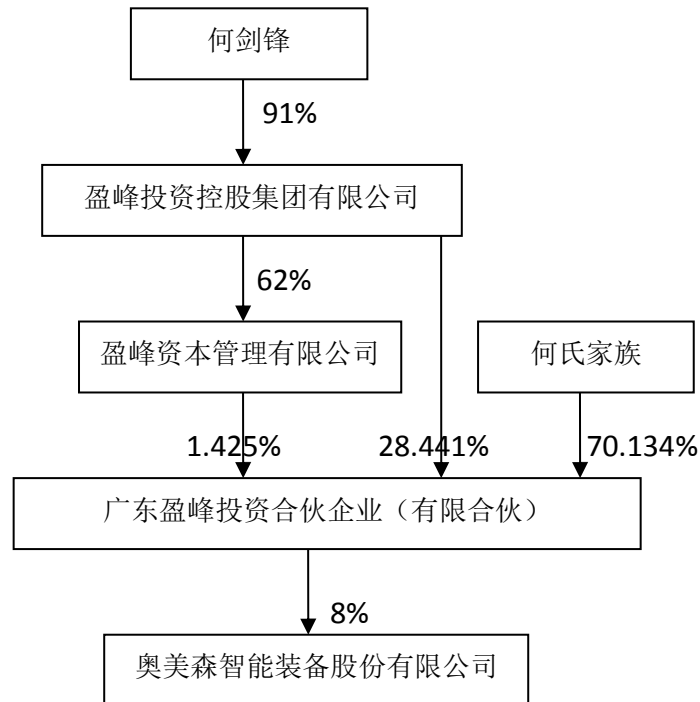 何剑锋
91%
盈峰投资控股集团有限公司
62%
盈峰资本管理有限公司
何氏家族
1.425%
28.441%
70.134%
广东盈峰投资合伙企业（有限合伙）
8%
奥美森智能装备股份有限公司